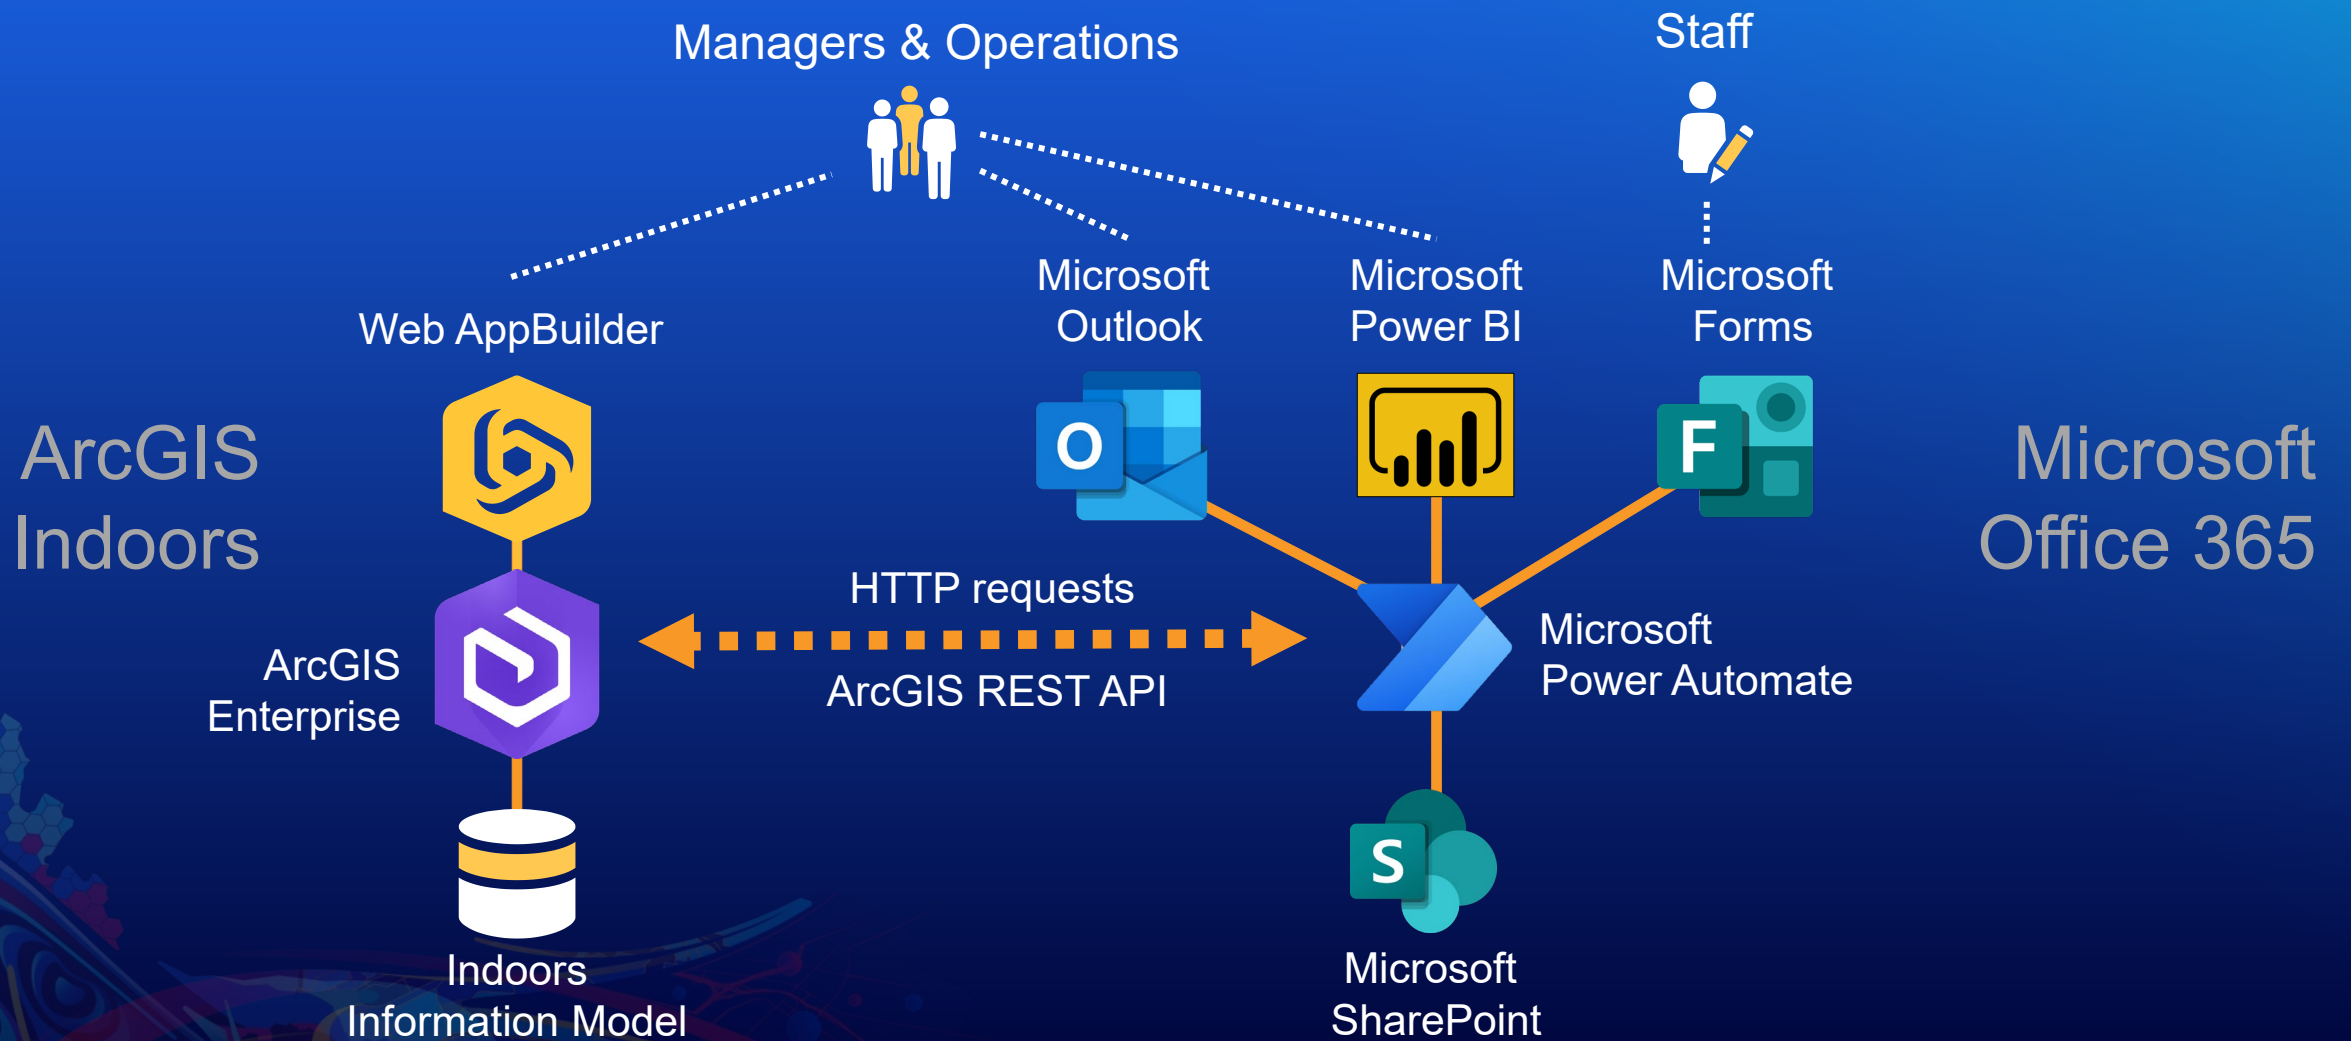 Managers & Operations
Staff
Microsoft
Outlook
Microsoft
Power BI
Microsoft
Forms
Web AppBuilder
ArcGIS
Indoors
Microsoft
Office 365
O
F
HTTP requests
ArcGIS REST API
ArcGIS
Enterprise
Microsoft
Power Automate
S
Indoors
Information Model
Microsoft
SharePoint